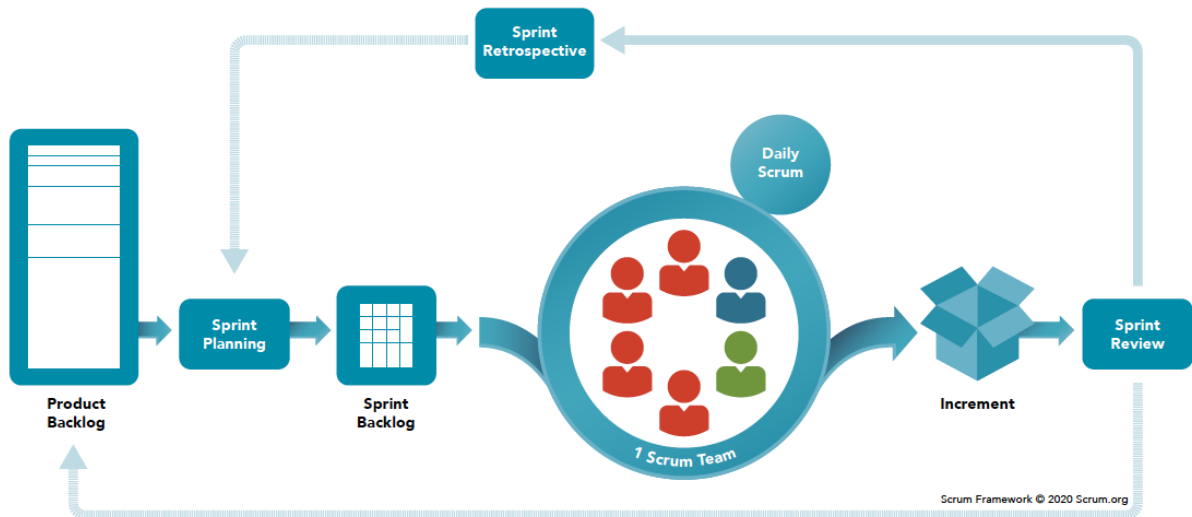 Sprint
Retrospective
Daily
Scrum
Sprint
Planning
Sprint
Review
Product
Backlog
Sprint
Backlog
1 Scrum Team
Increment
Scrum Framework © 2020 Scrum.org